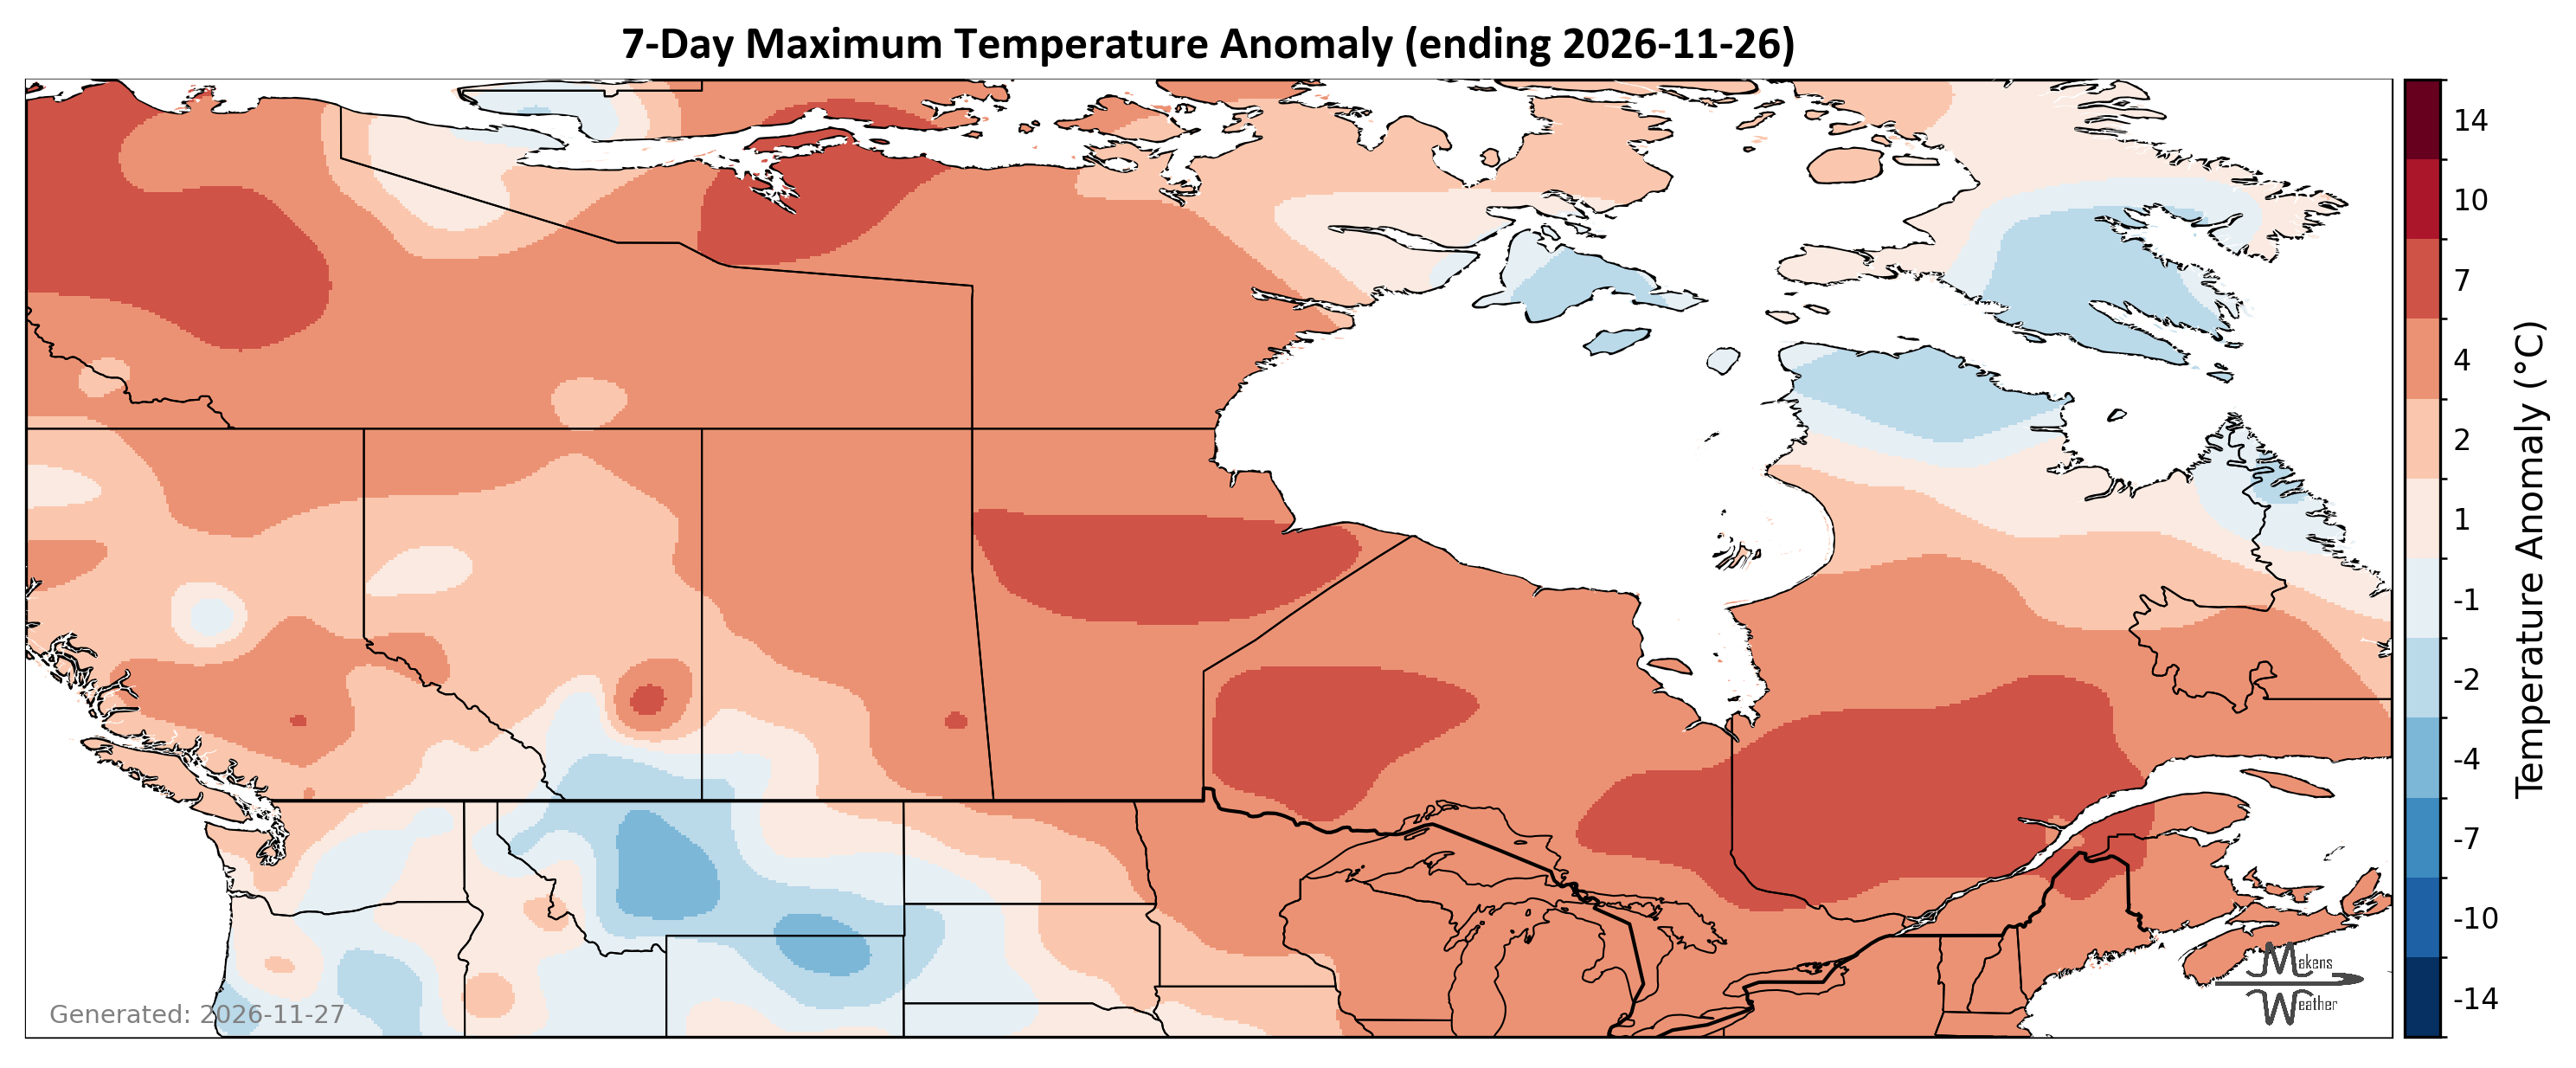 7-Day Maximum Temperature Anomaly (ending 2026-11-26)
14
10
7
4
2
1
-1
-2
-4
-7
-10
-14
Temperature Anomaly (°C)
Makens
Weather
Generated: 2026-11-27